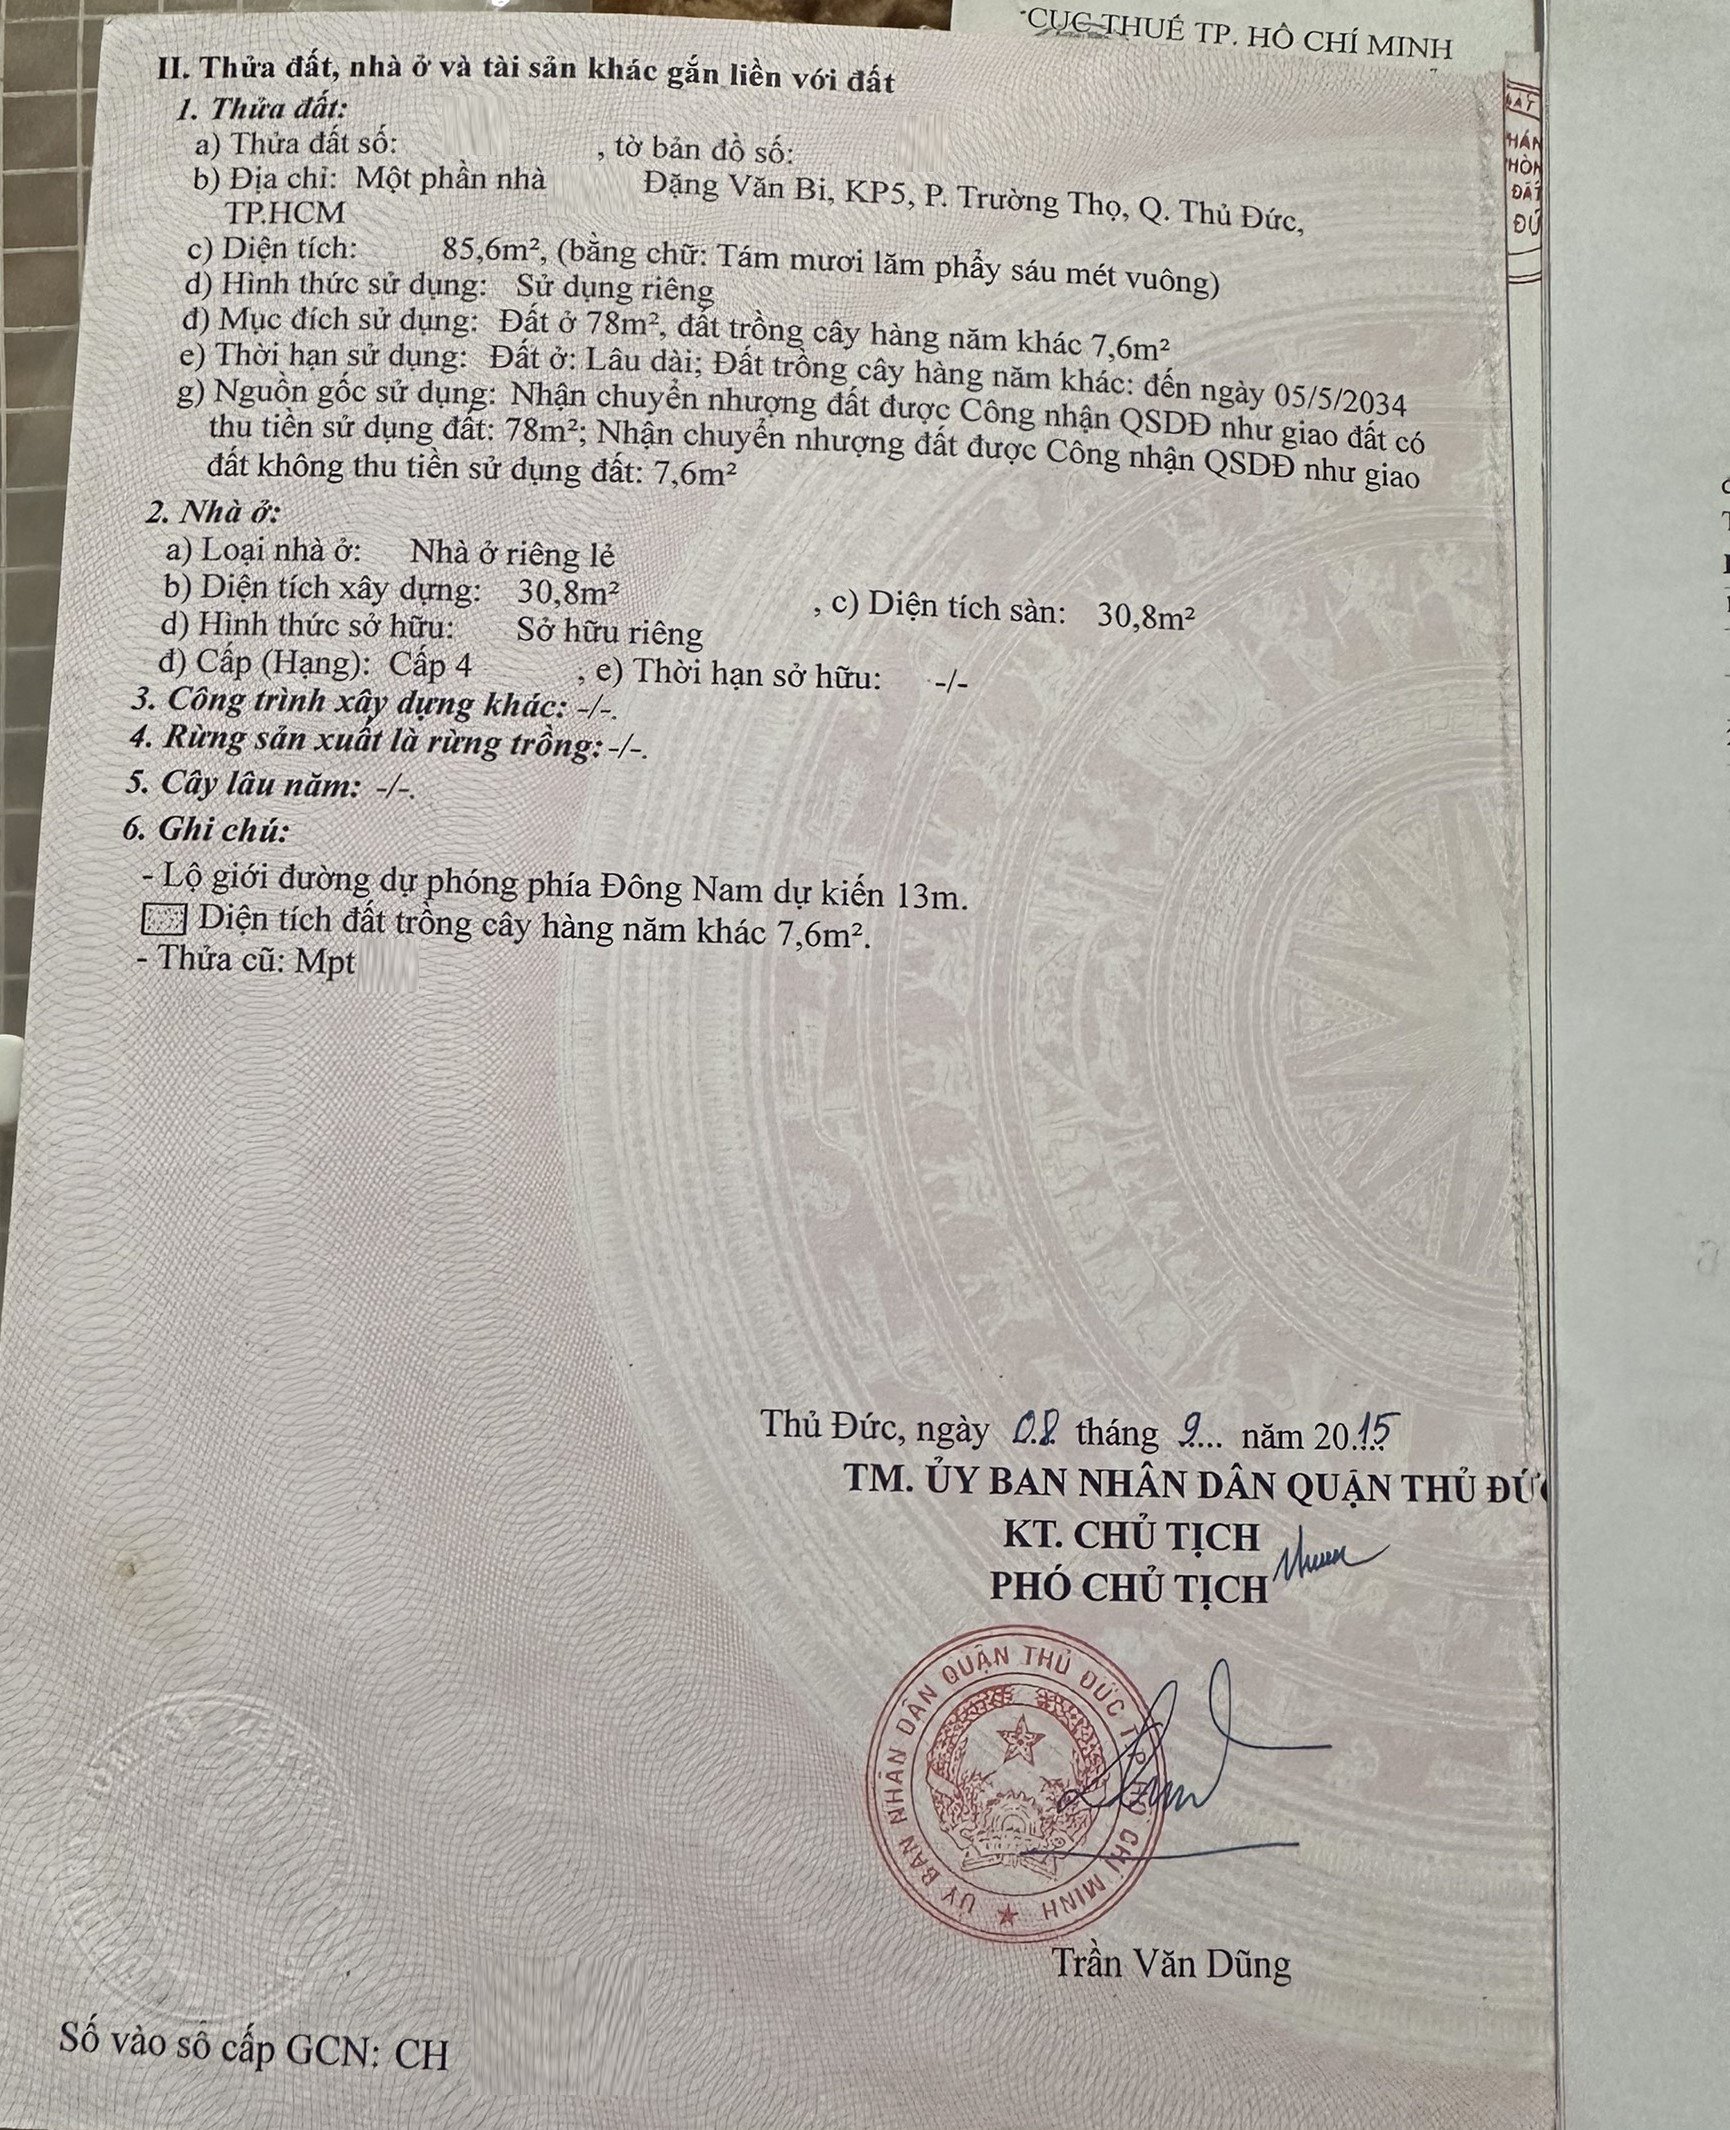 CỤC THUẾ TP. HỒ CHÍ MINH
II. Thửa đất, nhà ở và tài sản khác gắn liền với đất
1. Thửa đất:
a) Thửa đất số: , tờ bản đồ số:
b) Địa chỉ: Một phần nhà Đặng Văn Bi, KP5, P. Trường Thọ, Q. Thủ Đức,
TP.HCM
c) Diện tích: 85,6m², (bằng chữ: Tám mươi lăm phẩy sáu mét vuông)
d) Hình thức sử dụng: Sử dụng riêng
đ) Mục đích sử dụng: Đất ở 78m², đất trồng cây hàng năm khác 7,6m²
e) Thời hạn sử dụng: Đất ở: Lâu dài; Đất trồng cây hàng năm khác: đến ngày 05/5/2034
g) Nguồn gốc sử dụng: Nhận chuyển nhượng đất được Công nhận QSDĐ như giao đất có
thu tiền sử dụng đất: 78m²; Nhận chuyển nhượng đất được Công nhận QSDĐ như giao
đất không thu tiền sử dụng đất: 7,6m²
2. Nhà ở:
a) Loại nhà ở: Nhà ở riêng lẻ
b) Diện tích xây dựng: 30,8m² , c) Diện tích sàn: 30,8m²
d) Hình thức sở hữu: Sở hữu riêng
đ) Cấp (Hạng): Cấp 4 , e) Thời hạn sở hữu: -/-
3. Công trình xây dựng khác: -/-.
4. Rừng sản xuất là rừng trồng: -/-.
5. Cây lâu năm: -/-.
6. Ghi chú:
- Lộ giới đường dự phóng phía Đông Nam dự kiến 13m.
Diện tích đất trồng cây hàng năm khác 7,6m².
- Thửa cũ: Mpt
Thủ Đức, ngày 08 tháng 9 năm 2015
TM. ỦY BAN NHÂN DÂN QUẬN THỦ ĐỨC
KT. CHỦ TỊCH
PHÓ CHỦ TỊCH
ỦY BAN NHÂN DÂN QUẬN THỦ ĐỨC TP. HỒ CHÍ MINH
Trần Văn Dũng
Số vào sổ cấp GCN: CH